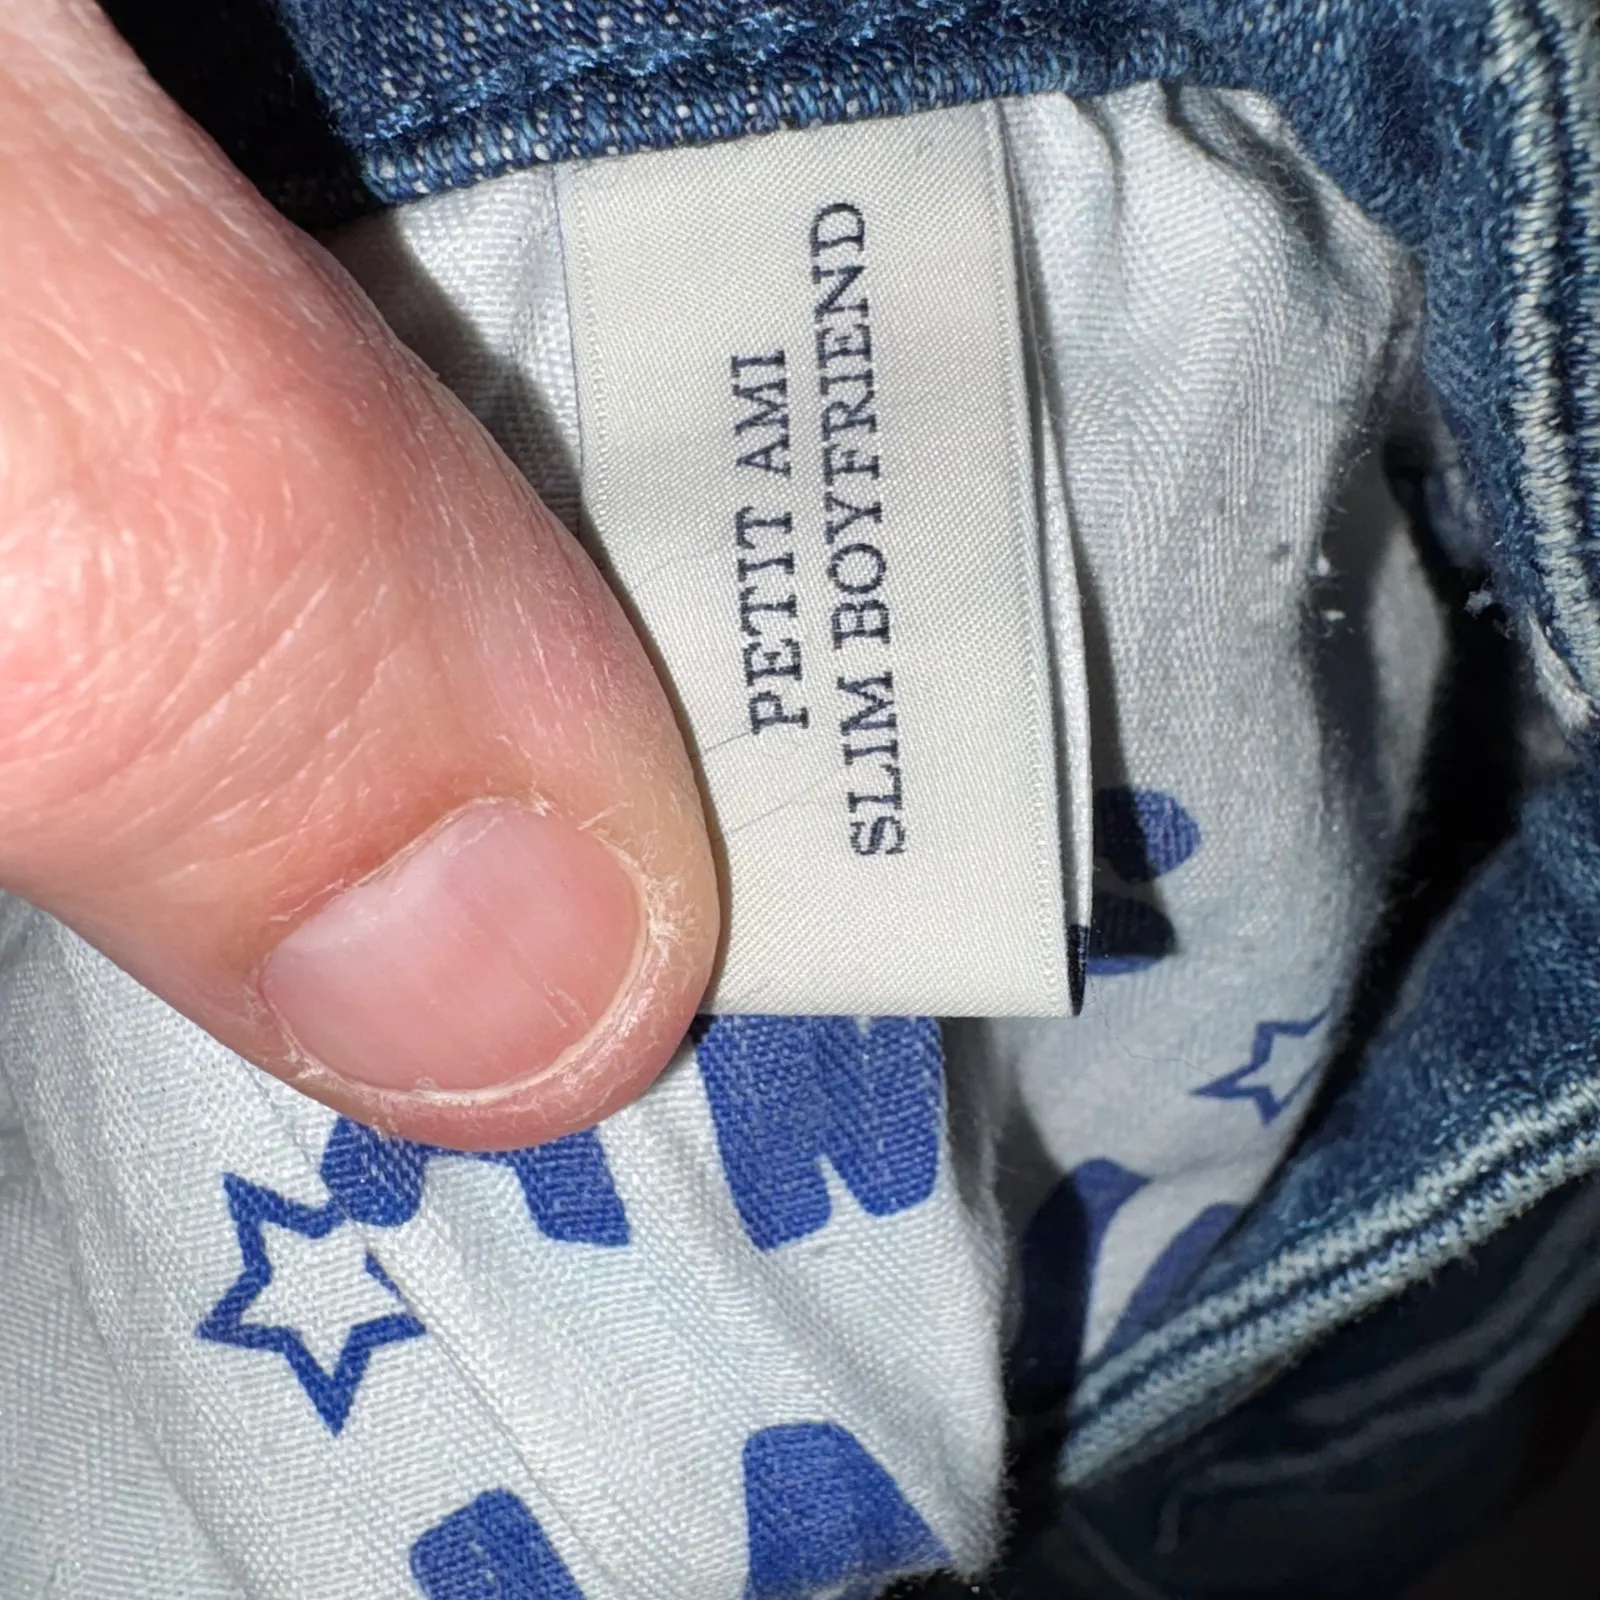 PETIT AMI
SLIM BOYFRIEND